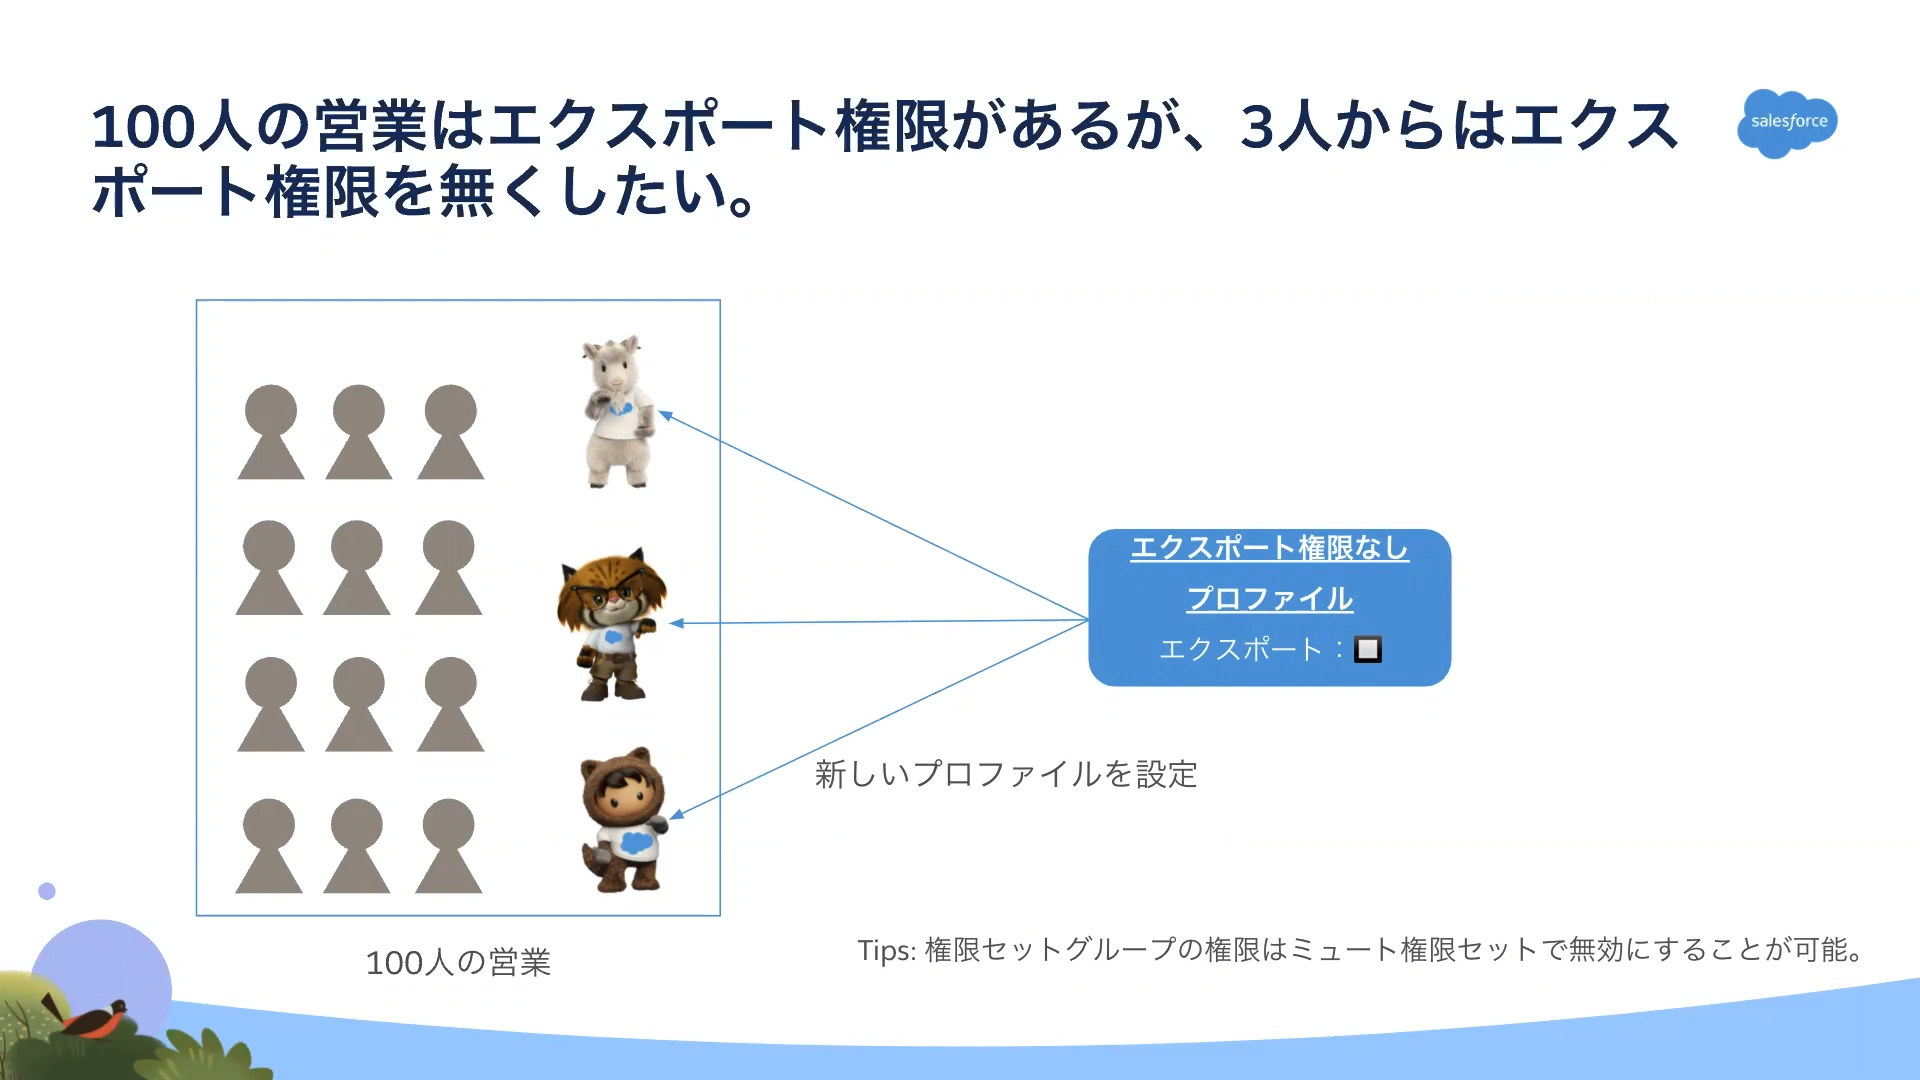 100人の営業はエクスポート権限があるが、3人からはエクス
ポート権限を無くしたい。
salesforce
エクスポート権限なし
プロファイル
エクスポート：🔲
新しいプロファイルを設定
100人の営業
Tips: 権限セットグループの権限はミュート権限セットで無効にすることが可能。